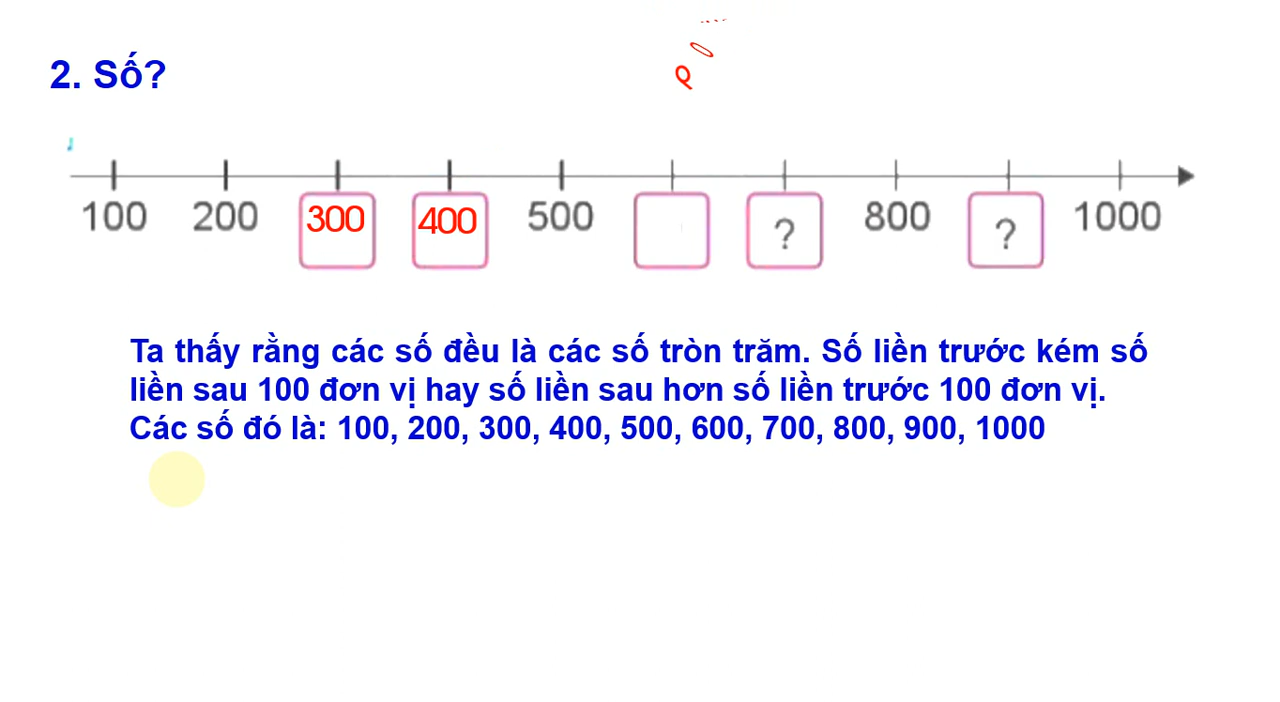 2. Số?
100 200 300 400 500 ? 800 ? 1000
Ta thấy rằng các số đều là các số tròn trăm. Số liền trước kém số
liền sau 100 đơn vị hay số liền sau hơn số liền trước 100 đơn vị.
Các số đó là: 100, 200, 300, 400, 500, 600, 700, 800, 900, 1000